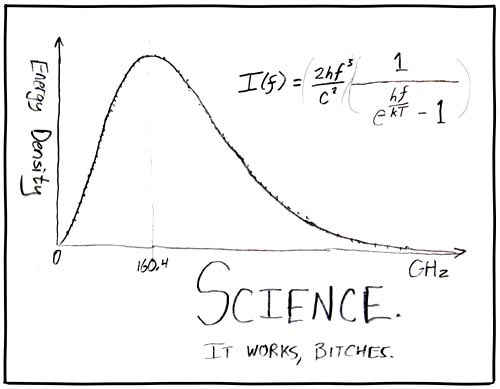 Energy Density
I(f) = (2hf³/c²)(1/(e^(hf/kT) - 1))
0
160.4
GHz
SCIENCE.
IT WORKS, BITCHES.